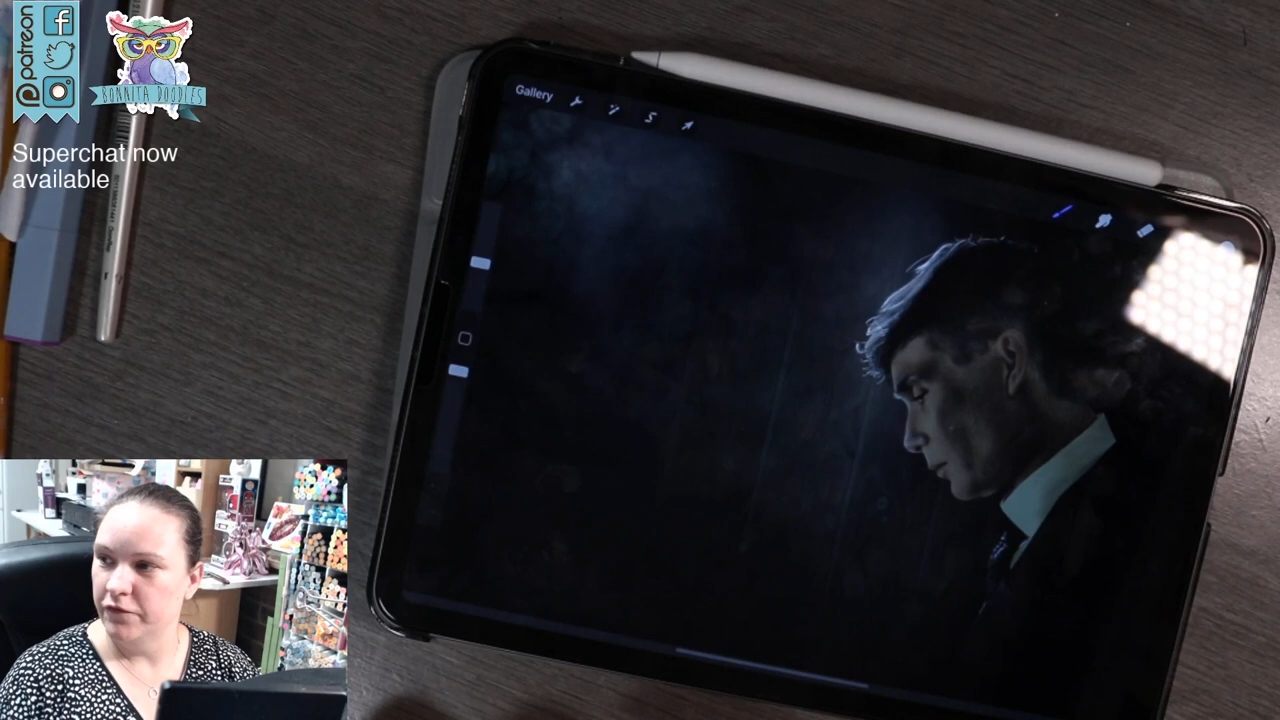 patreon
BONNITA DOODLES
Superchat now
available
Gallery